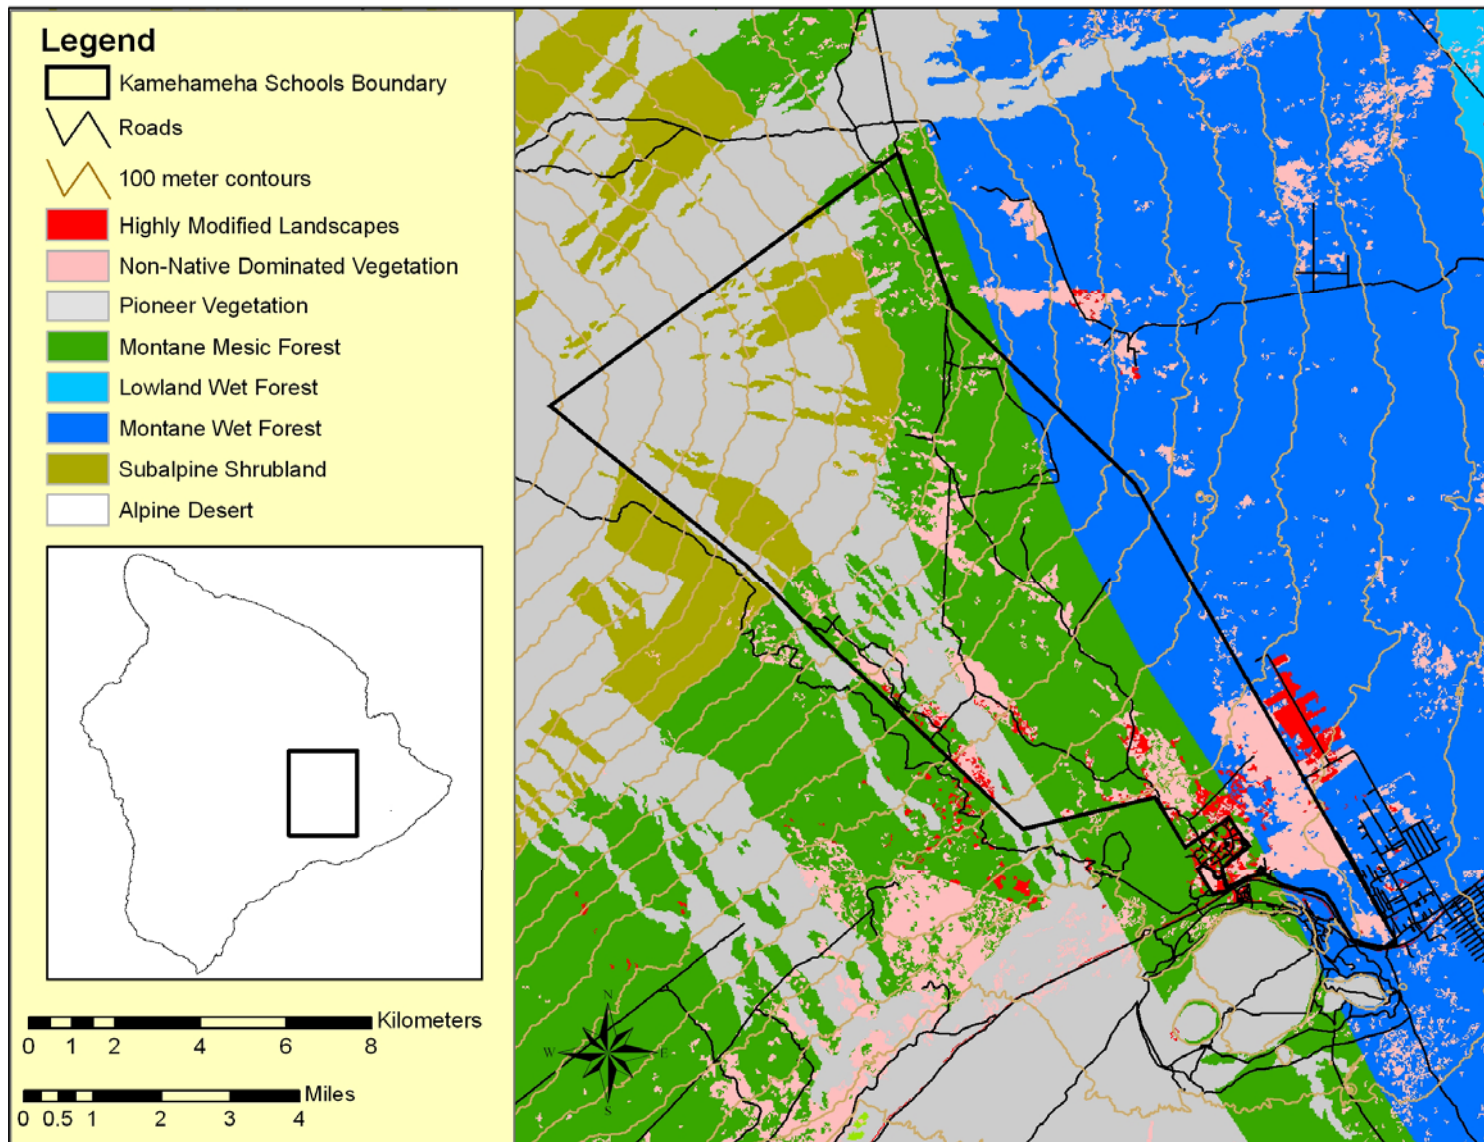 Legend
Kamehameha Schools Boundary
Roads
100 meter contours
Highly Modified Landscapes
Non-Native Dominated Vegetation
Pioneer Vegetation
Montane Mesic Forest
Lowland Wet Forest
Montane Wet Forest
Subalpine Shrubland
Alpine Desert
Kilometers
0 1 2 4 6 8
Miles
0 0.5 1 2 3 4
N
W E
S